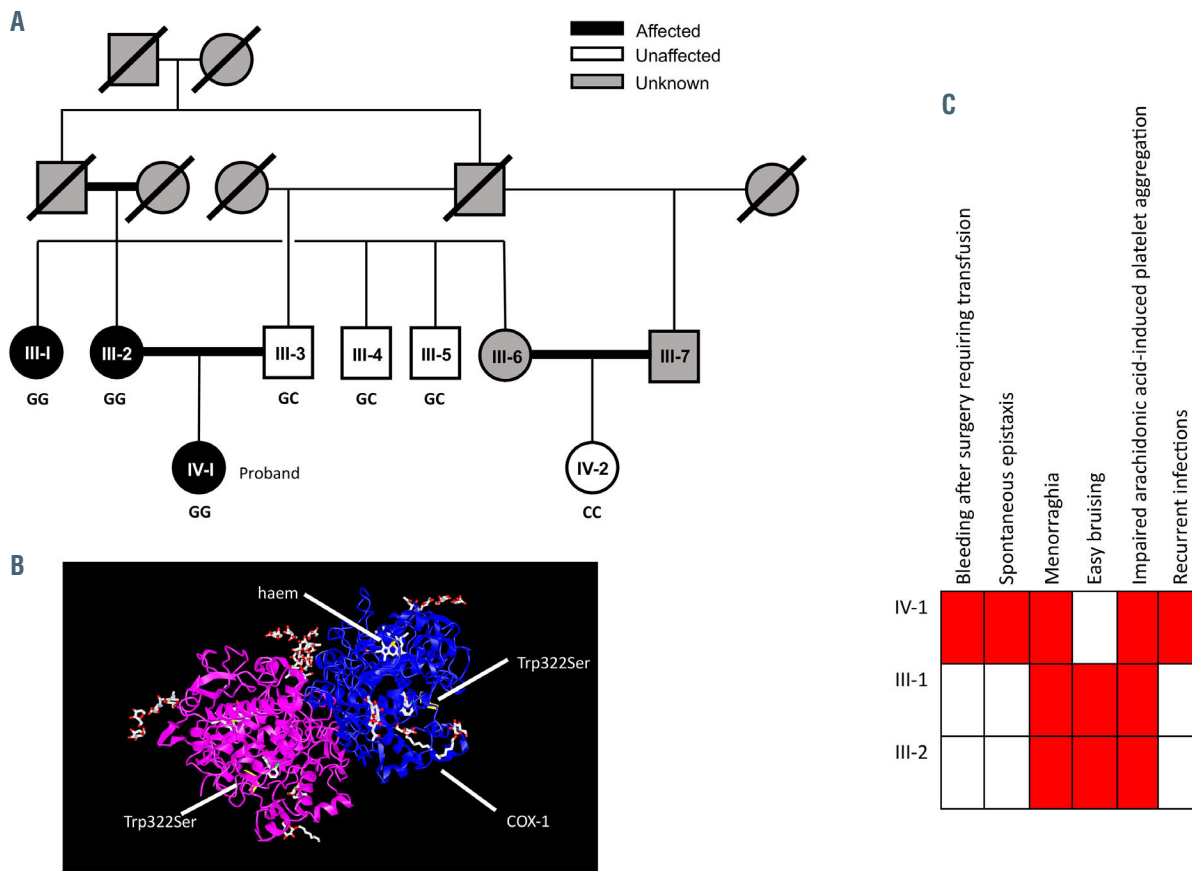 A
Affected
Unaffected
Unknown
III-I
III-2
III-3
III-4
III-5
III-6
III-7
GG
GG
GC
GC
GC
IV-I
Proband
IV-2
GG
CC
B
haem
Trp322Ser
Trp322Ser
COX-1
C
Bleeding after surgery requiring transfusion
Spontaneous epistaxis
Menorraghia
Easy bruising
Impaired arachidonic acid-induced platelet aggregation
Recurrent infections
IV-1
III-1
III-2